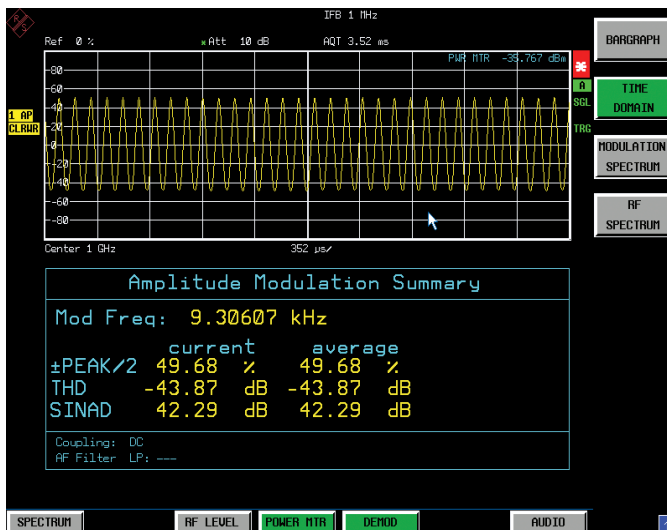 IFB 1 MHz
Ref 0 %
*Att 10 dB
AQT 3.52 ms
PWR MTR -35.767 dBm
80
60
40
20
0
-20
-40
-60
-80
1 AP
CLRWR
A
SGL
TRG
Center 1 GHz
352 µs/
Amplitude Modulation Summary
Mod Freq: 9.30607 kHz
current average
±PEAK/2 49.68 % 49.68 %
THD -43.87 dB -43.87 dB
SINAD 42.29 dB 42.29 dB
Coupling: DC
AF Filter LP: ---
BARGRAPH
TIME
DOMAIN
MODULATION
SPECTRUM
RF
SPECTRUM
SPECTRUM
RF LEVEL
POWER MTR
DEMOD
AUDIO